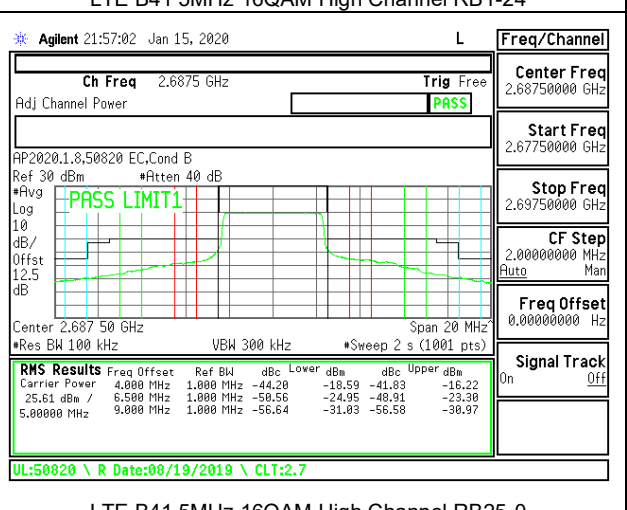 LTE B41 5MHz 16QAM High Channel RB1-24
Agilent 21:57:02 Jan 15, 2020 L Freq/Channel
Ch Freq 2.6875 GHz Trig Free
Adj Channel Power PASS
Center Freq
2.68750000 GHz
Start Freq
2.67750000 GHz
Stop Freq
2.69750000 GHz
CF Step
2.00000000 MHz
Auto Man
Freq Offset
0.00000000 Hz
Signal Track
On Off
AP2020.1.8,50820 EC,Cond B
Ref 30 dBm #Atten 40 dB
#Avg
Log
10
dB/
Offst
12.5
dB
PASS LIMIT1
Center 2.687 50 GHz Span 20 MHz^
#Res BW 100 kHz VBW 300 kHz #Sweep 2 s (1001 pts)
RMS Results Freq Offset Ref BW dBc Lower dBm dBc Upper dBm
Carrier Power 4.000 MHz 1.000 MHz -44.20 -18.59 -41.83 -16.22
25.61 dBm / 6.500 MHz 1.000 MHz -50.56 -24.95 -48.91 -23.30
5.00000 MHz 9.000 MHz 1.000 MHz -56.64 -31.03 -56.58 -30.97
UL:50820 \ R Date:08/19/2019 \ CLT:2.7
LTE B41 5MHz 16QAM High Channel RB25-0